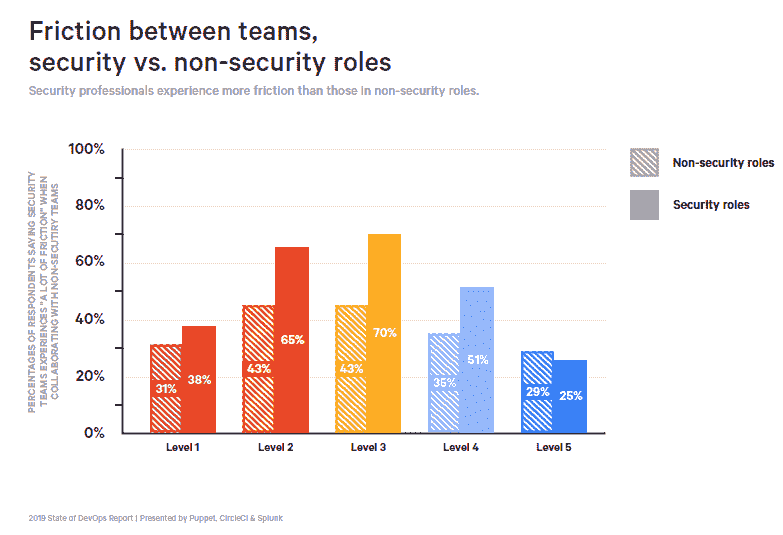 Friction between teams,
security vs. non-security roles
Security professionals experience more friction than those in non-security roles.
PERCENTAGES OF RESPONDENTS SAYING SECURITY
TEAMS EXPERIENCES "A LOT OF FRICTION" WHEN
COLLABORATING WITH NON-SECUTIRY TEAMS
100%
80%
60%
40%
20%
0%
31%
38%
43%
65%
43%
70%
35%
51%
29%
25%
Level 1
Level 2
Level 3
Level 4
Level 5
Non-security roles
Security roles
2019 State of DevOps Report | Presented by Puppet, CircleCI & Splunk